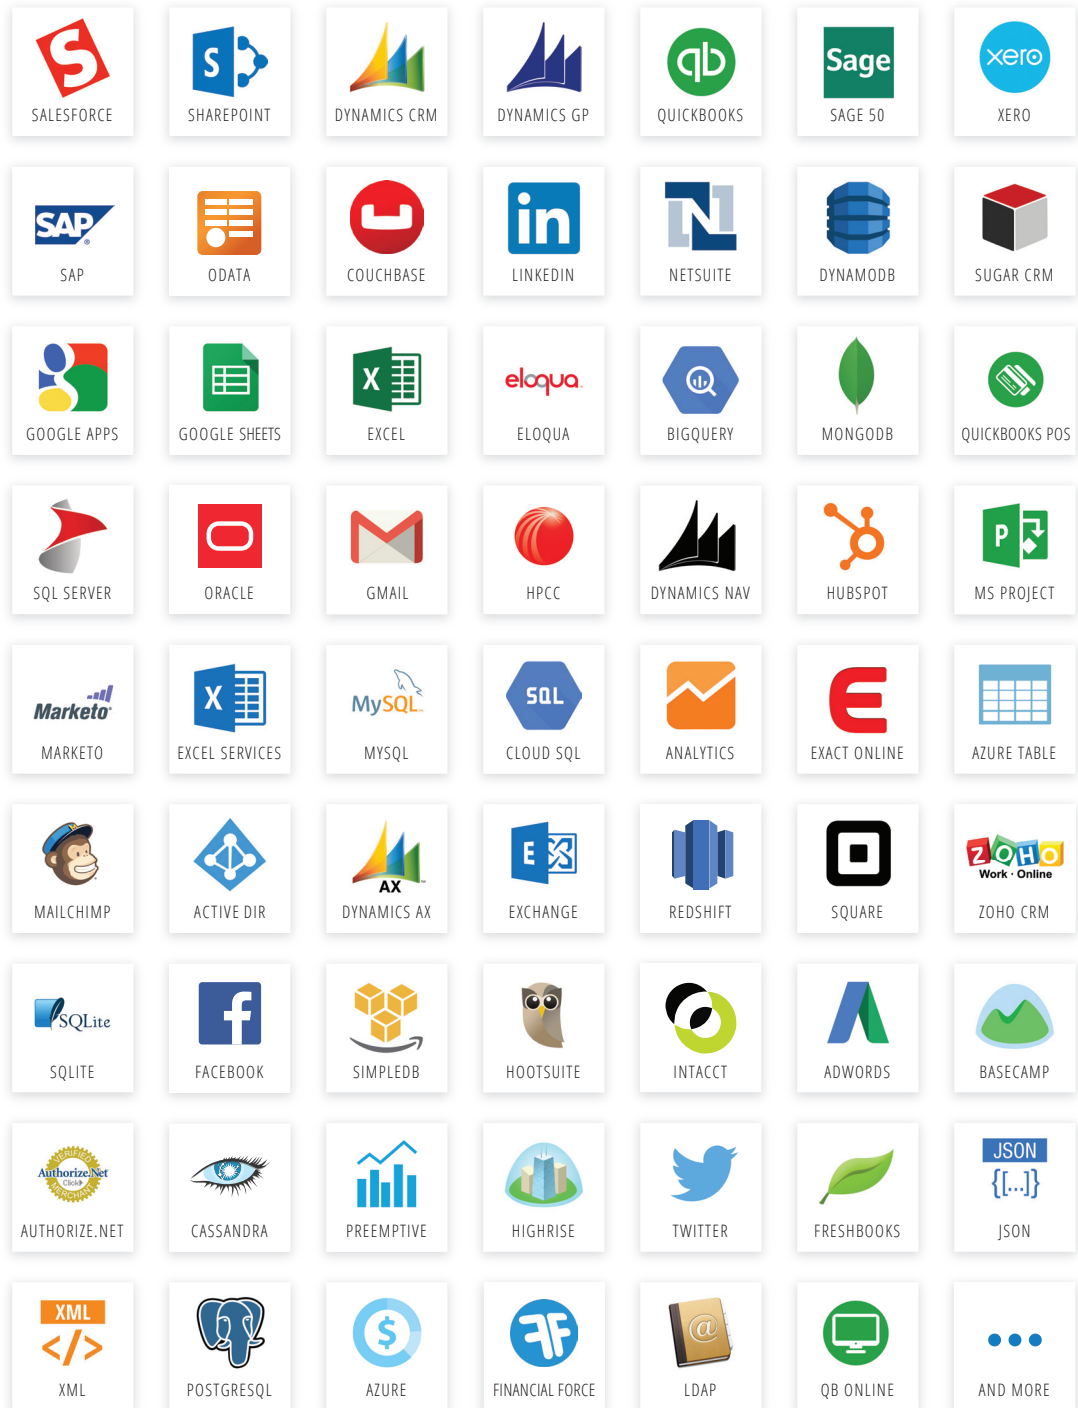 S
S
qb
Sage
xero
SALESFORCE
SHAREPOINT
DYNAMICS CRM
DYNAMICS GP
QUICKBOOKS
SAGE 50
XERO
SAP
®
in
N
SAP
ODATA
COUCHBASE
LINKEDIN
NETSUITE
DYNAMODB
SUGAR CRM
g
X
eloqua
GOOGLE APPS
GOOGLE SHEETS
EXCEL
ELOQUA
BIGQUERY
MONGODB
QUICKBOOKS POS
P
SQL SERVER
ORACLE
GMAIL
HPCC
DYNAMICS NAV
HUBSPOT
MS PROJECT
Marketo
X
MySQL
SQL
E
MARKETO
EXCEL SERVICES
MYSQL
CLOUD SQL
ANALYTICS
EXACT ONLINE
AZURE TABLE
AX
E
ZOHO
Work · Online
MAILCHIMP
ACTIVE DIR
DYNAMICS AX
EXCHANGE
REDSHIFT
SQUARE
ZOHO CRM
SQLite
f
SQLITE
FACEBOOK
SIMPLEDB
HOOTSUITE
INTACCT
ADWORDS
BASECAMP
VERIFIED
Authorize.Net
Click
MERCHANT
JSON
{[...]}
AUTHORIZE.NET
CASSANDRA
PREEMPTIVE
HIGHRISE
TWITTER
FRESHBOOKS
JSON
XML
</>
$
FF
@
XML
POSTGRESQL
AZURE
FINANCIAL FORCE
LDAP
QB ONLINE
AND MORE